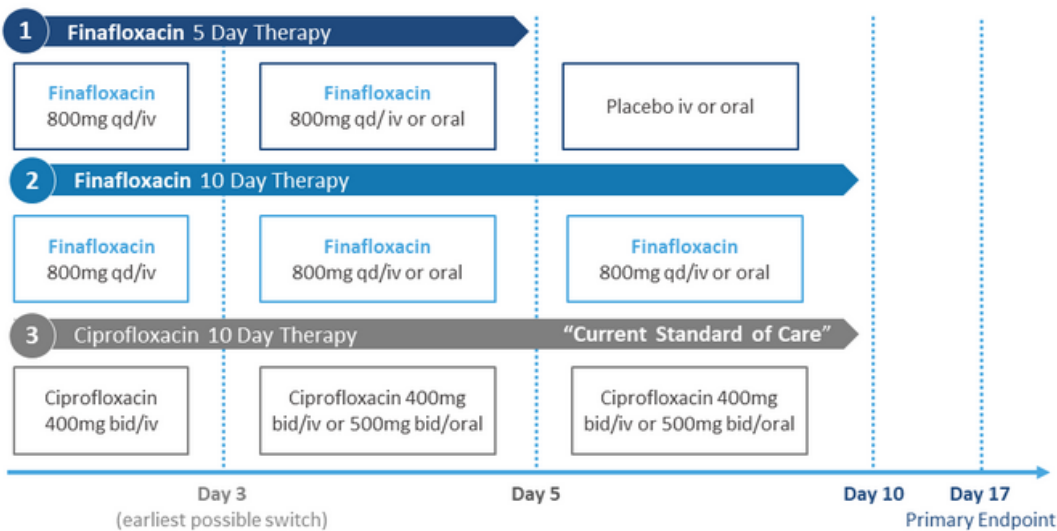 1 Finafloxacin 5 Day Therapy
Finafloxacin
800mg qd/iv
Finafloxacin
800mg qd/ iv or oral
Placebo iv or oral
2 Finafloxacin 10 Day Therapy
Finafloxacin
800mg qd/iv
Finafloxacin
800mg qd/iv or oral
Finafloxacin
800mg qd/iv or oral
3 Ciprofloxacin 10 Day Therapy "Current Standard of Care"
Ciprofloxacin
400mg bid/iv
Ciprofloxacin 400mg
bid/iv or 500mg bid/oral
Ciprofloxacin 400mg
bid/iv or 500mg bid/oral
Day 3
(earliest possible switch)
Day 5
Day 10
Day 17
Primary Endpoint